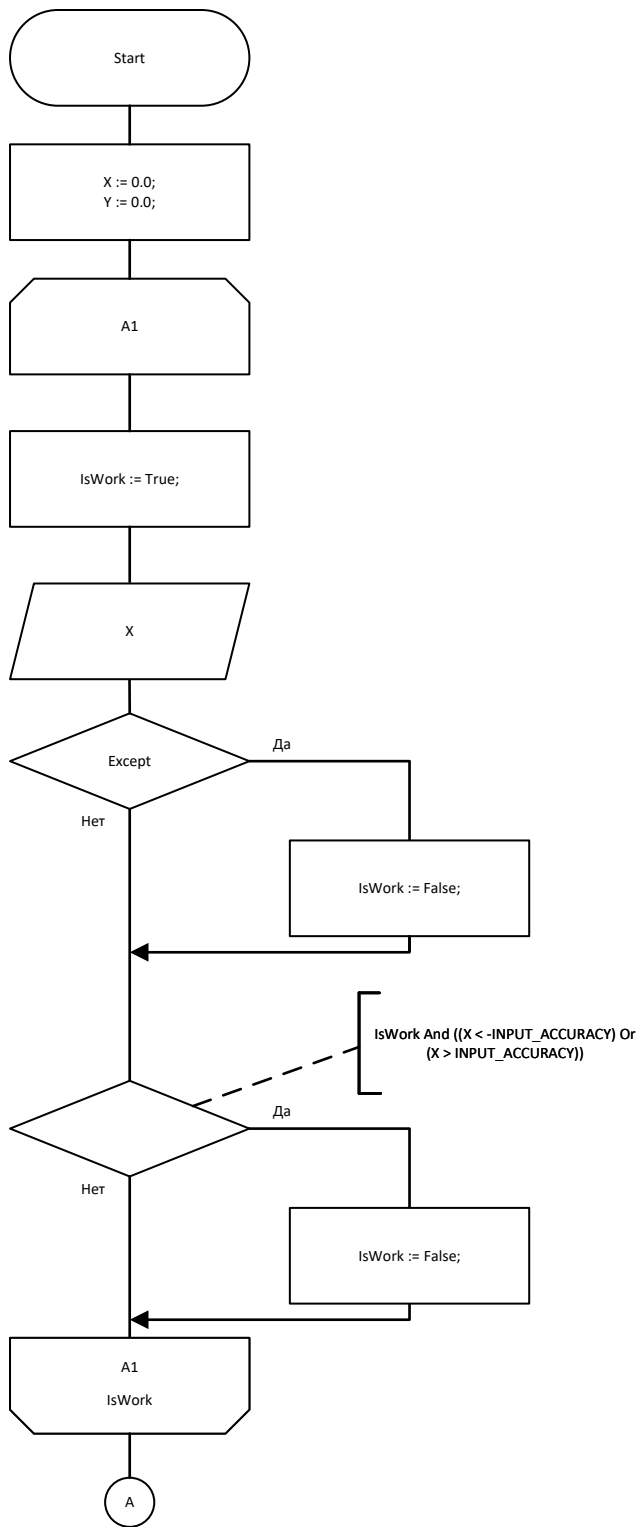 Start
X := 0.0;
Y := 0.0;
A1
IsWork := True;
X
Except
Да
Нет
IsWork := False;
IsWork And ((X < -INPUT_ACCURACY) Or
(X > INPUT_ACCURACY))
Да
Нет
IsWork := False;
A1
IsWork
A